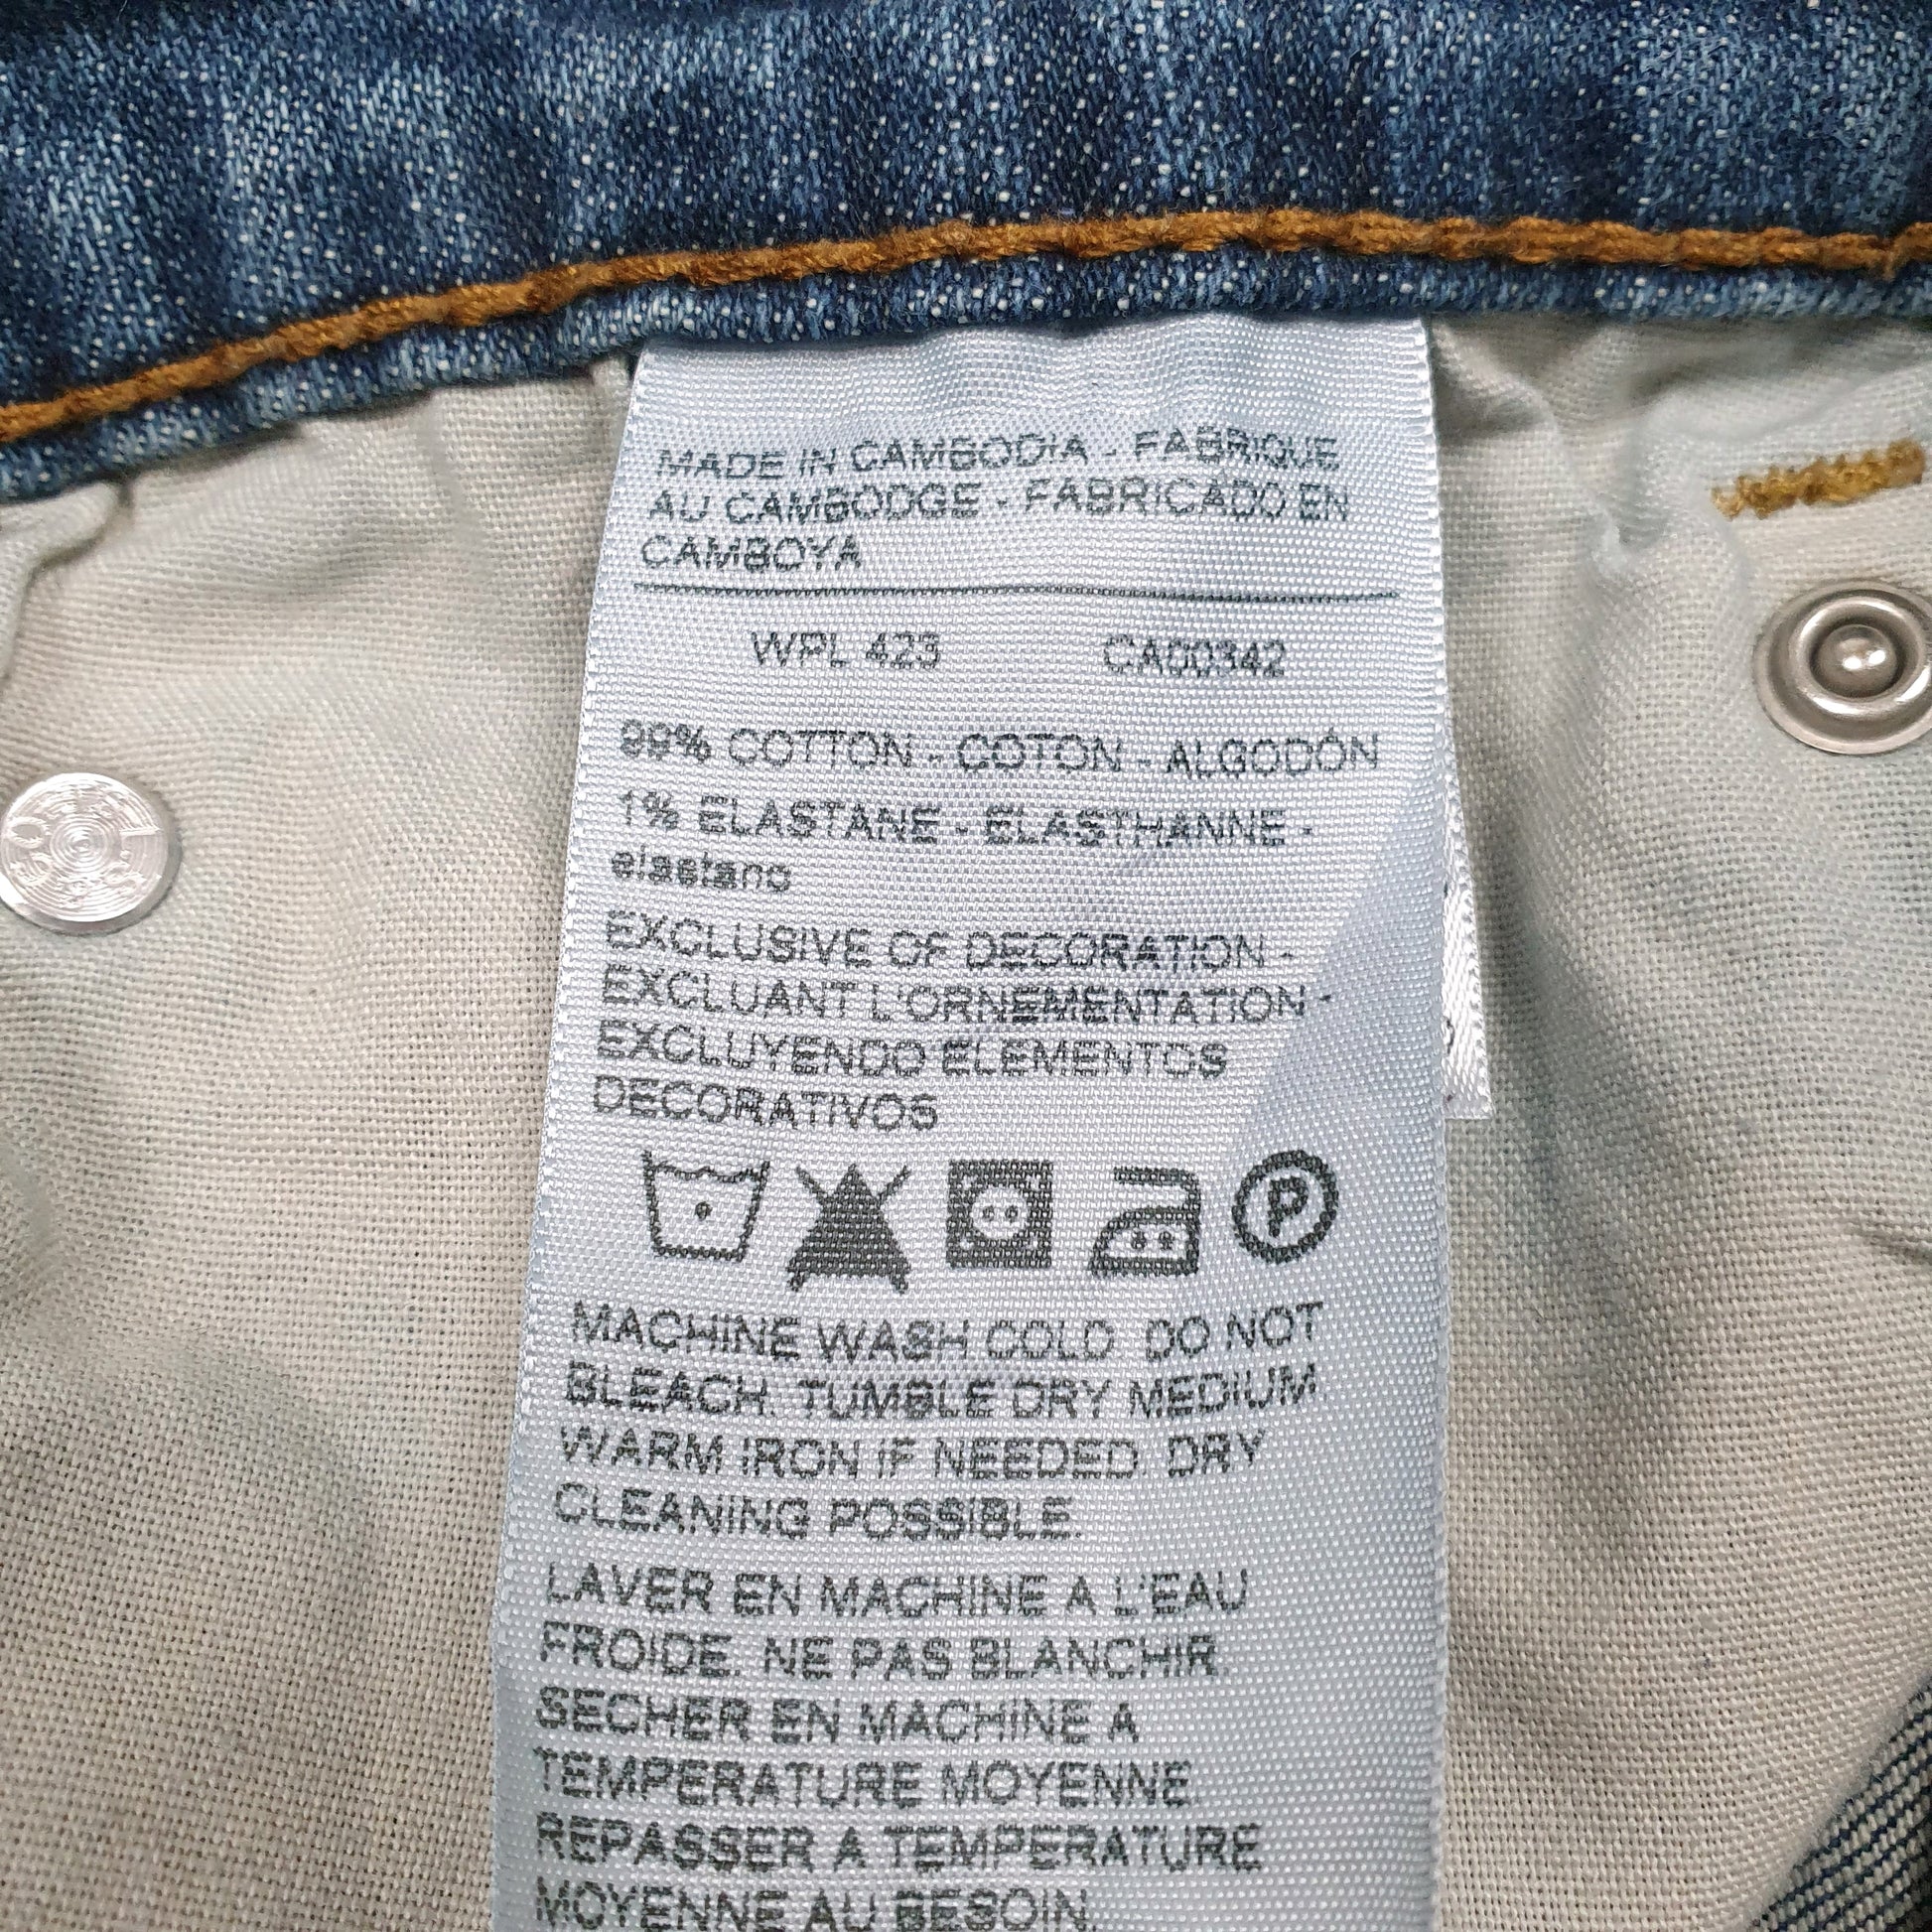 MADE IN CAMBODIA - FABRIQUE
AU CAMBODGE - FABRICADO EN
CAMBOYA
WPL 423 CA00342
99% COTTON - COTON - ALGODÓN
1% ELASTANE - ELASTHANNE -
elastano
EXCLUSIVE OF DECORATION -
EXCLUANT L'ORNEMENTATION -
EXCLUYENDO ELEMENTOS
DECORATIVOS
P
MACHINE WASH COLD. DO NOT
BLEACH. TUMBLE DRY MEDIUM.
WARM IRON IF NEEDED. DRY
CLEANING POSSIBLE.
LAVER EN MACHINE A L'EAU
FROIDE. NE PAS BLANCHIR.
SECHER EN MACHINE A
TEMPERATURE MOYENNE.
REPASSER A TEMPERATURE
MOYENNE AU BESOIN.